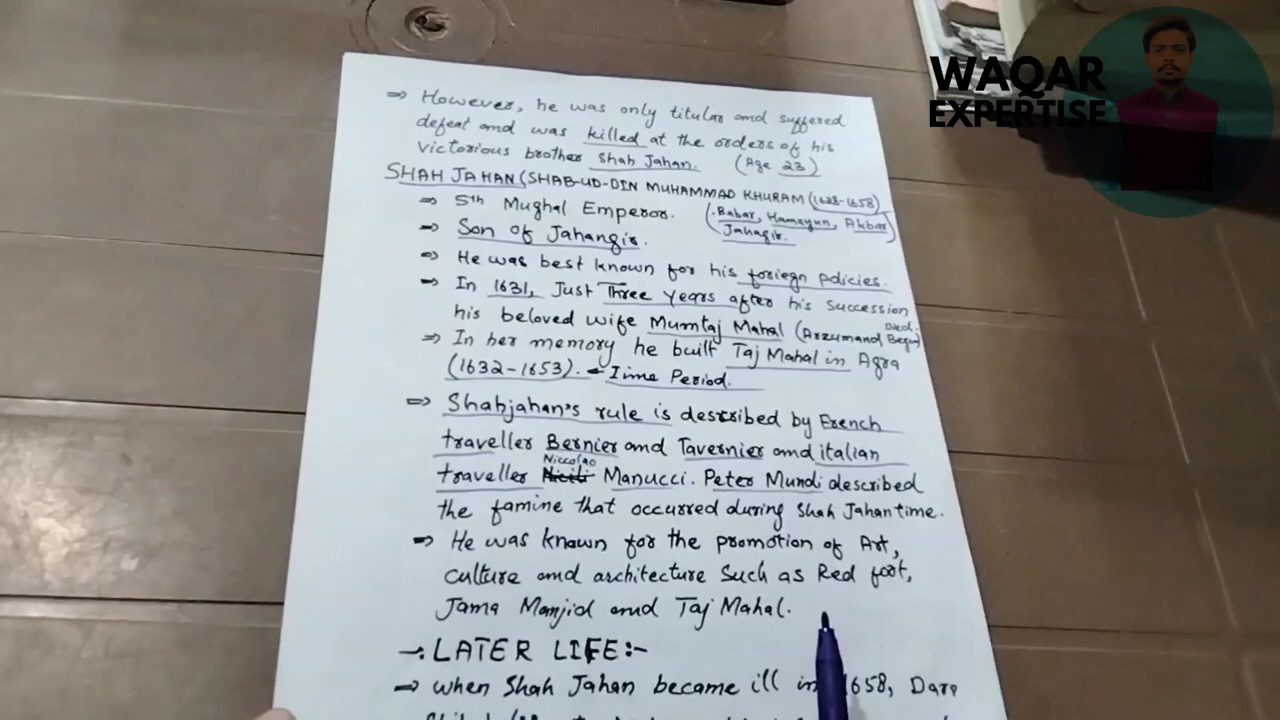 WAQAR
EXPERTISE
⇒ However, he was only titular and suffered
defeat and was killed at the orders of his
victorious brother Shah Jahan. (Age 23)
SHAH JAHAN (SHAB-UD-DIN MUHAMMAD KHURAM (1628-1658)
⇒ 5th Mughal Emperor. (Babar, Hamayun, Akbar
Jahagir.)
⇒ Son of Jahangir.
⇒ He was best known for his foriegn policies.
⇒ In 1631, Just Three years after his succession
his beloved wife Mumtaj Mahal (Arzumand Begum) died.
⇒ In her memory he built Taj Mahal in Agra
(1632-1653). - Time Period.
⇒ Shahjahan's rule is described by French
traveller Bernier and Tavernier and italian
traveller Niccolao Manucci. Peter Mundi described
the famine that occurred during Shah Jahan time.
⇒ He was known for the promotion of Art,
culture and architecture Such as Red foot,
Jama Manjid and Taj Mahal.
→ LATER LIFE:-
⇒ when Shah Jahan became ill in 1658, Dara